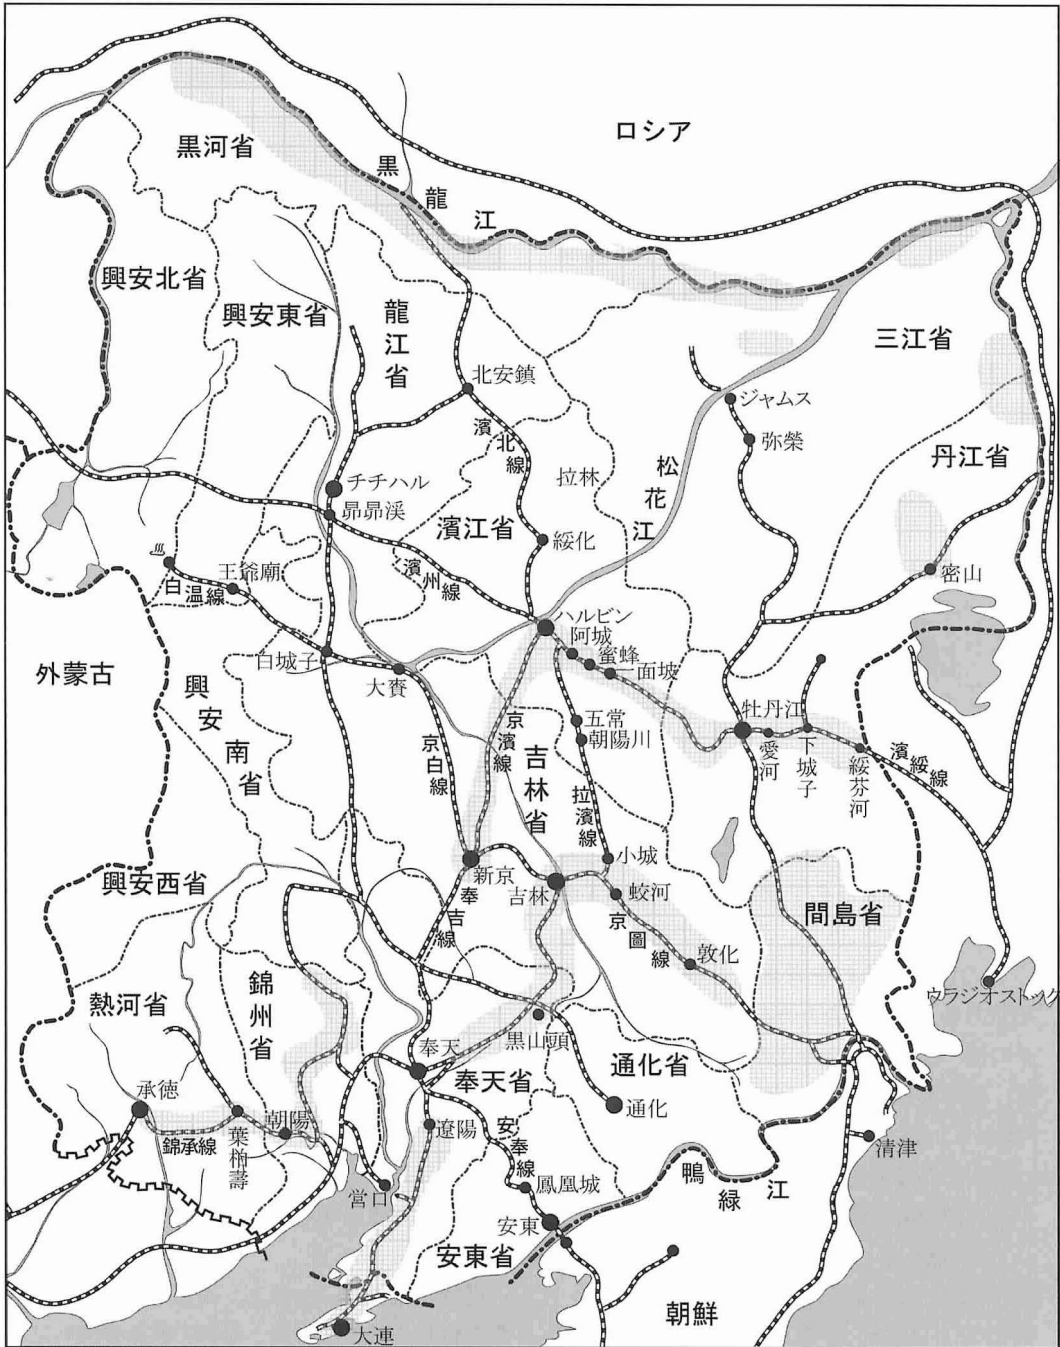 ロシア
黒河省
黒龍江
興安北省
興安東省
龍江省
三江省
北安鎮
ジャムス
濱北線
弥榮
丹江省
拉林
松花江
チチハル
昴昴渓
濱江省
綏化
密山
王爺廟
白温線
濱州線
ハルビン
阿城
蜜蜂
一面坡
白城子
大賚
外蒙古
興安南省
牡丹江
五常
朝陽川
愛河
下城子
綏芬河
濱綏線
京濱線
京白線
吉林省
拉濱線
小城
新京
吉林
蛟河
興安西省
奉吉線
京圖線
間島省
敦化
ウラジオストック
錦州省
熱河省
黒山頭
奉天
奉天省
通化省
承徳
葉栴壽
朝陽
通化
錦承線
遼陽
安奉線
清津
鴨緑江
営口
鳳凰城
安東
安東省
朝鮮
大連